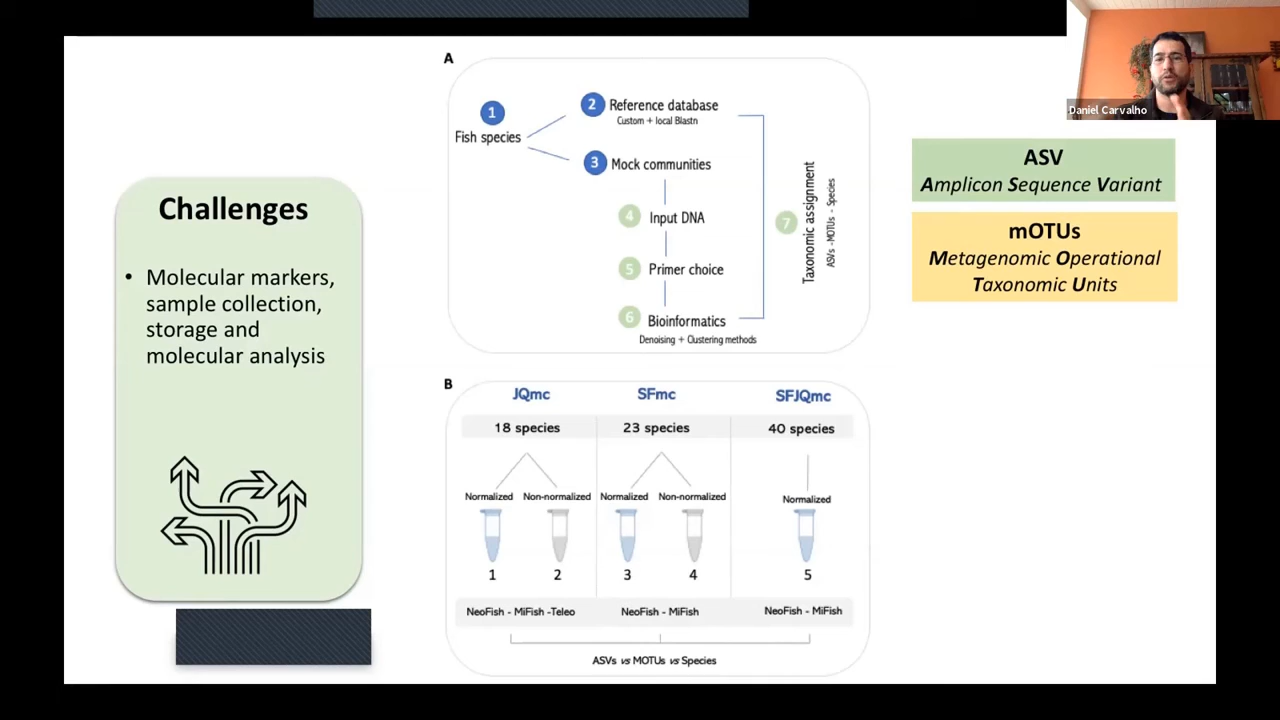 Daniel Carvalho
Challenges
• Molecular markers,
sample collection,
storage and
molecular analysis
A
1
Fish species
2 Reference database
Custom + local Blastn
3 Mock communities
4 Input DNA
5 Primer choice
6 Bioinformatics
Denoising + Clustering methods
7
Taxonomic assignment
ASVs - MOTUs - Species
B
JQmc SFmc SFJQmc
18 species 23 species 40 species
Normalized Non-normalized Normalized Non-normalized Normalized
1 2 3 4 5
NeoFish - MiFish -Teleo NeoFish - MiFish NeoFish - MiFish
ASVs vs MOTUs vs Species
ASV
Amplicon Sequence Variant
mOTUs
Metagenomic Operational
Taxonomic Units